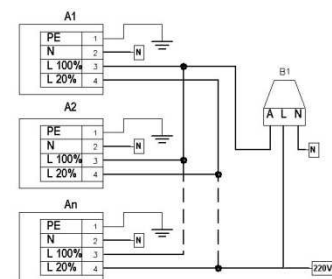 A1
PE 1
N 2 N
L 100% 3
L 20% 4
B1
A L N
N
A2
PE 1
N 2 N
L 100% 3
L 20% 4
An
PE 1
N 2 N
L 100% 3
L 20% 4
220V